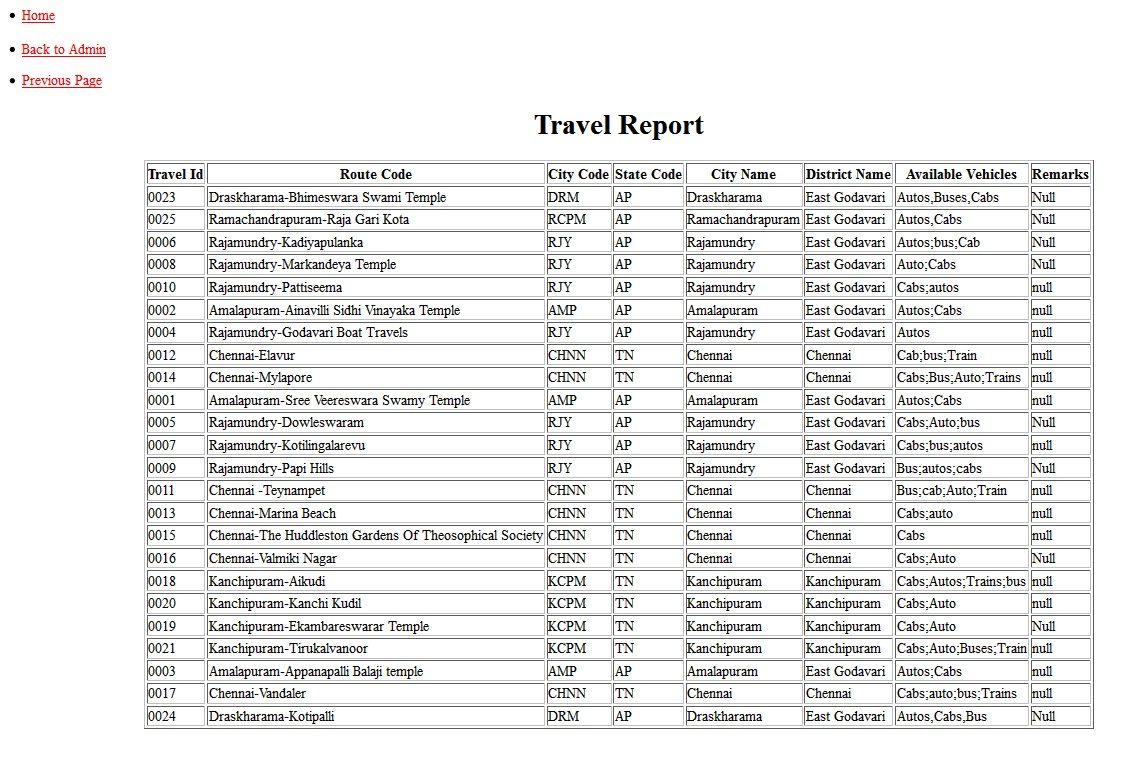 Home
Back to Admin
Previous Page
Travel Report
Travel Id Route Code City Code State Code City Name District Name Available Vehicles Remarks
0023 Draskharama-Bhimeswara Swami Temple DRM AP Draskharama East Godavari Autos,Buses,Cabs Null
0025 Ramachandrapuram-Raja Gari Kota RCPM AP Ramachandrapuram East Godavari Autos,Cabs Null
0006 Rajamundry-Kadiyapulanka RJY AP Rajamundry East Godavari Autos;bus;Cab Null
0008 Rajamundry-Markandeya Temple RJY AP Rajamundry East Godavari Auto;Cabs Null
0010 Rajamundry-Pattiseema RJY AP Rajamundry East Godavari Cabs;autos null
0002 Amalapuram-Ainavilli Sidhi Vinayaka Temple AMP AP Amalapuram East Godavari Autos;Cabs null
0004 Rajamundry-Godavari Boat Travels RJY AP Rajamundry East Godavari Autos null
0012 Chennai-Elavur CHNN TN Chennai Chennai Cab;bus;Train null
0014 Chennai-Mylapore CHNN TN Chennai Chennai Cabs;Bus;Auto;Trains null
0001 Amalapuram-Sree Veereswara Swamy Temple AMP AP Amalapuram East Godavari Autos;Cabs null
0005 Rajamundry-Dowleswaram RJY AP Rajamundry East Godavari Cabs;Auto;bus Null
0007 Rajamundry-Kotilingalarevu RJY AP Rajamundry East Godavari Cabs;bus;autos null
0009 Rajamundry-Papi Hills RJY AP Rajamundry East Godavari Bus;autos;cabs Null
0011 Chennai -Teynampet CHNN TN Chennai Chennai Bus;cab;Auto;Train null
0013 Chennai-Marina Beach CHNN TN Chennai Chennai Cabs;auto null
0015 Chennai-The Huddleston Gardens Of Theosophical Society CHNN TN Chennai Chennai Cabs null
0016 Chennai-Valmiki Nagar CHNN TN Chennai Chennai Cabs;Auto Null
0018 Kanchipuram-Aikudi KCPM TN Kanchipuram Kanchipuram Cabs;Autos;Trains;bus null
0020 Kanchipuram-Kanchi Kudil KCPM TN Kanchipuram Kanchipuram Cabs;Auto null
0019 Kanchipuram-Ekambareswarar Temple KCPM TN Kanchipuram Kanchipuram Cabs;Auto Null
0021 Kanchipuram-Tirukalvanoor KCPM TN Kanchipuram Kanchipuram Cabs;Auto;Buses;Train null
0003 Amalapuram-Appanapalli Balaji temple AMP AP Amalapuram East Godavari Autos;Cabs null
0017 Chennai-Vandaler CHNN TN Chennai Chennai Cabs;auto;bus;Trains null
0024 Draskharama-Kotipalli DRM AP Draskharama East Godavari Autos,Cabs,Bus Null